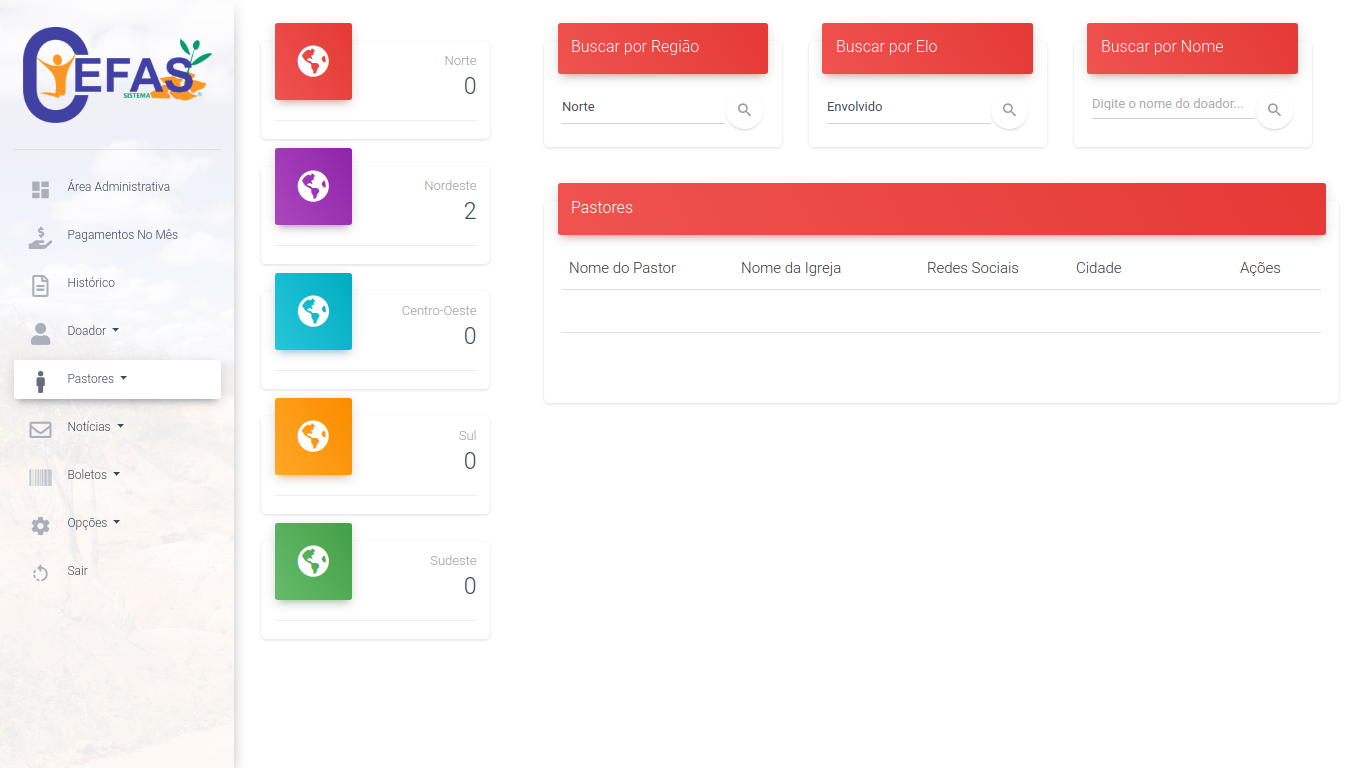 CEFAS
SISTEMA
Área Administrativa
Pagamentos No Mês
Histórico
Doador
Pastores
Notícias
Boletos
Opções
Sair
Norte
0
Nordeste
2
Centro-Oeste
0
Sul
0
Sudeste
0
Buscar por Região
Norte
Buscar por Elo
Envolvido
Buscar por Nome
Digite o nome do doador...
Pastores
Nome do Pastor Nome da Igreja Redes Sociais Cidade Ações